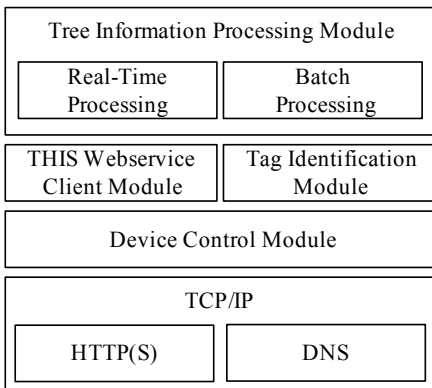 Tree Information Processing Module
Real-Time
Processing
Batch
Processing
THIS Webservice
Client Module
Tag Identification
Module
Device Control Module
TCP/IP
HTTP(S)
DNS